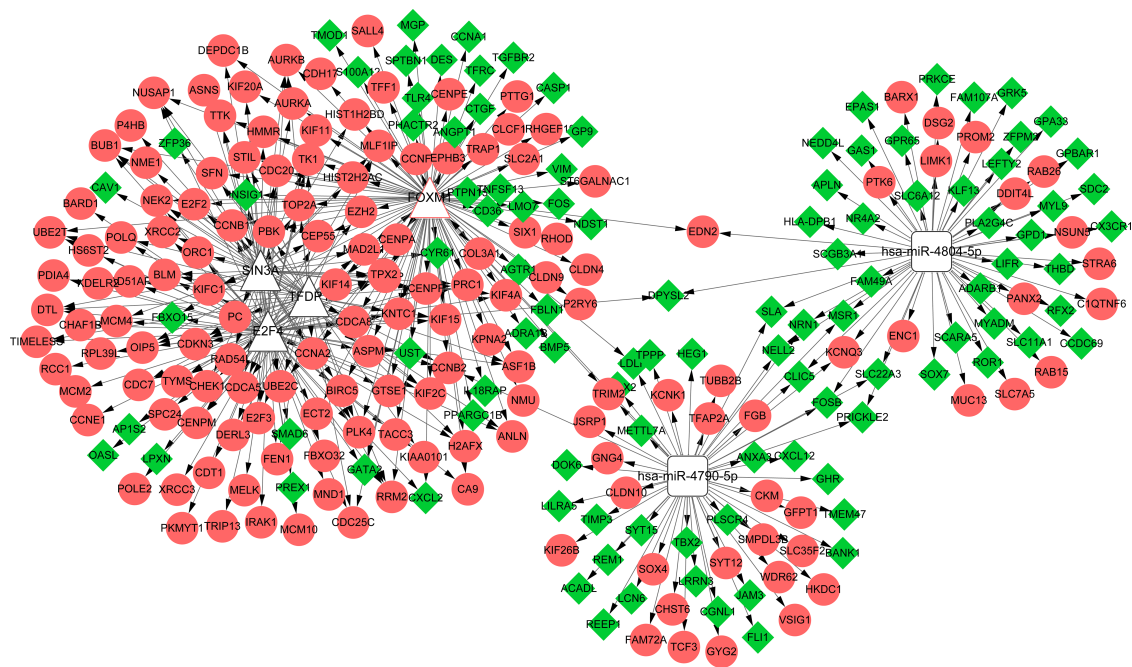 SALL4
MGP
TMOD1
CCNA1
DEPDC1B
SPTBN1
DES
TGFBR2
AURKB
S100A12
TFRC
CDH17
TFF1
CENPE
CASP1
NUSAP1
ASNS
KIF20A
TLR4
PTTG1
AURKA
CTGF
P4HB
TTK
HIST1H2BD
PHACTR2
ANGPT1
CLCF1
GP9
BUB1
ZFP36
HMMR
KIF11
MLF1IP
TRAP1
NME1
STIL
TK1
EPHB3
SLC2A1
CAV1
SFN
CDC20
HIST2H2AC
VIM
ST6GALNAC1
BARD1
NEK2
E2F2
TOP2A
EZH2
FOXM1
TNFSF13
CD36
LMO7
FOS
NDST1
UBE2T
POLQ
XRCC2
CCNB1
PBK
CEP55
CENPA
SIX1
RHOD
EDN2
HS6ST2
ORC1
CYR61
COL3A1
PDIA4
BLM
SIN3A
TPX2
AGTR1
CLDN9
CLDN4
KIFC1
KIF14
PRC1
KIF4A
P2RY6
DPYSL2
DTL
CHAF1B
MCM4
FBXO15
PC
E2F4
CDCA8
KNTC1
KIF15
FBLN1
TIMELESS
RPL39L
OIP5
CDKN3
KPNA2
ADRA1B
BMP5
RCC1
CCNA2
ASPM
UST
ASF1B
MCM2
CDC7
TYMS
CHEK1
CDCA5
UBE2C
BIRC5
GTSE1
CCNB2
KIF2C
IL18RAP
NMU
CCNE1
SPC24
E2F3
ECT2
PPARGC1B
AP1S2
CENPM
DERL3
SMAD6
PLK4
TACC3
H2AFX
ANLN
OASL
LPXN
FEN1
FBXO32
KIAA0101
POLE2
XRCC3
CDT1
MELK
PREX1
MND1
RRM2
CXCL2
CA9
PKMYT1
TRIP13
IRAK1
MCM10
CDC25C
PRKCE
BARX1
FAM107A
GRK5
EPAS1
DSG2
NEDD4L
GAS1
GPR65
PROM2
ZFPM2
GPA33
LIMK1
LEFTY2
RAB26
GPBAR1
APLN
PTK6
SLC6A12
KLF13
DDIT4L
SDC2
HLA-DPB1
NR4A2
PLA2G4C
MYL9
CX3CR1
hsa-miR-4804-5p
GPD1
NSUN5
SCGB3A1
LIFR
THBD
STRA6
FAM49A
ADARB1
PANX2
C1QTNF6
SLA
NRN1
MSR1
MYADM
RFX2
ENC1
SCARA5
SLC11A1
CCDC69
NELL2
KCNQ3
ROR1
RAB15
CLIC5
SLC22A3
SOX7
SLC7A5
FOSB
PRICKLE2
MUC13
TPPP
HEG1
KCNK1
TUBB2B
TRIM2
TFAP2A
FGB
JSRP1
METTL7A
GNG4
DOK6
hsa-miR-4790-5p
ANXA3
CXCL12
GHR
CLDN10
CKM
LILRA5
TIMP3
GFPT1
TMEM47
SYT15
PLSCR4
KIF26B
SMPDL3B
BANK1
REM1
TBX2
SLC35F2
ACADL
SOX4
LRRN3
SYT12
WDR62
HKDC1
LCN6
JAM3
REEP1
CHST6
CGNL1
VSIG1
FAM72A
TCF3
GYG2
FLI1